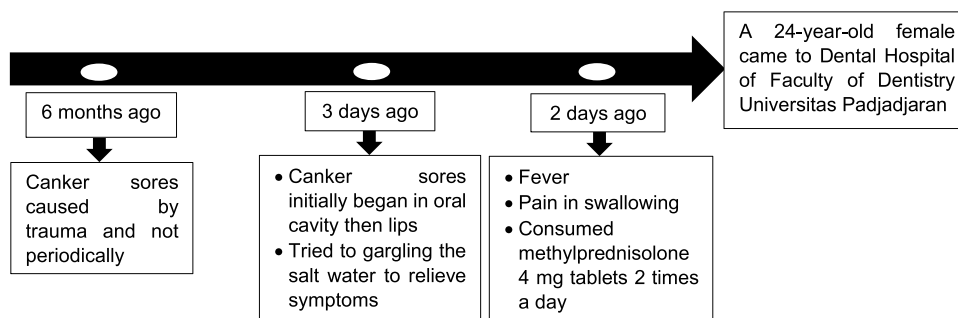 A 24-year-old female
came to Dental Hospital
of Faculty of Dentistry
Universitas Padjadjaran
6 months ago
3 days ago
2 days ago
Canker sores
caused by
trauma and not
periodically
• Canker sores
initially began in oral
cavity then lips
• Tried to gargling the
salt water to relieve
symptoms
• Fever
• Pain in swallowing
• Consumed
methylprednisolone
4 mg tablets 2 times
a day